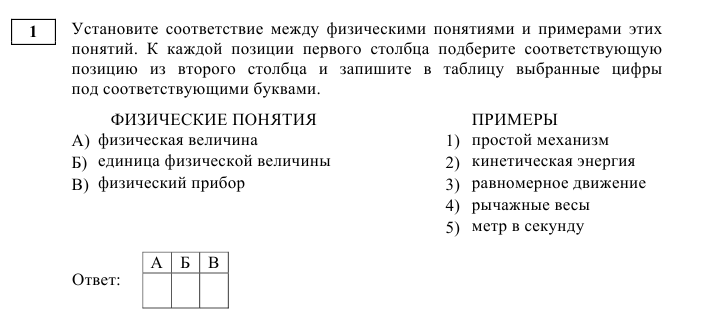 1 Установите соответствие между физическими понятиями и примерами этих
понятий. К каждой позиции первого столбца подберите соответствующую
позицию из второго столбца и запишите в таблицу выбранные цифры
под соответствующими буквами.
ФИЗИЧЕСКИЕ ПОНЯТИЯ
А) физическая величина
Б) единица физической величины
В) физический прибор
ПРИМЕРЫ
1) простой механизм
2) кинетическая энергия
3) равномерное движение
4) рычажные весы
5) метр в секунду
Ответ:
А Б В